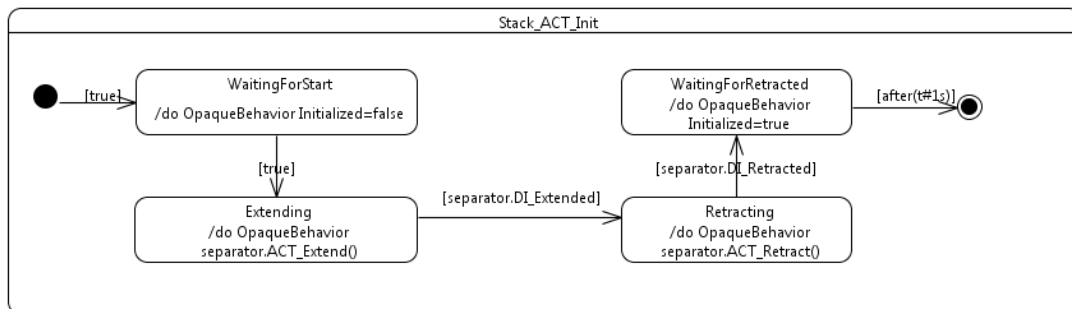 Stack_ACT_Init
[true]
WaitingForStart
/do OpaqueBehavior Initialized=false
[true]
Extending
/do OpaqueBehavior
separator.ACT_Extend()
[separator.DI_Extended]
Retracting
/do OpaqueBehavior
separator.ACT_Retract()
[separator.DI_Retracted]
WaitingForRetracted
/do OpaqueBehavior
Initialized=true
[after(t#1s)]